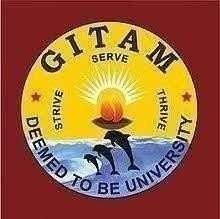 GITAM
SERVE
STRIVE
THRIVE
DEEMED TO BE UNIVERSITY